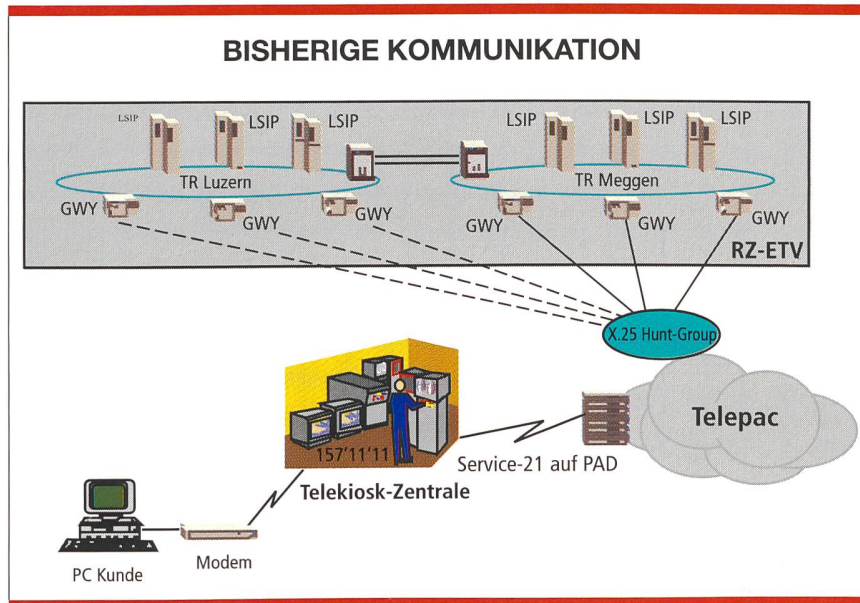 BISHERIGE KOMMUNIKATION
LSIP
LSIP
LSIP
LSIP
LSIP
LSIP
TR Luzern
TR Meggen
GWY
GWY
GWY
GWY
GWY
GWY
RZ-ETV
X.25 Hunt-Group
Telepac
157'11'11
Service-21 auf PAD
Telekiosk-Zentrale
Modem
PC Kunde